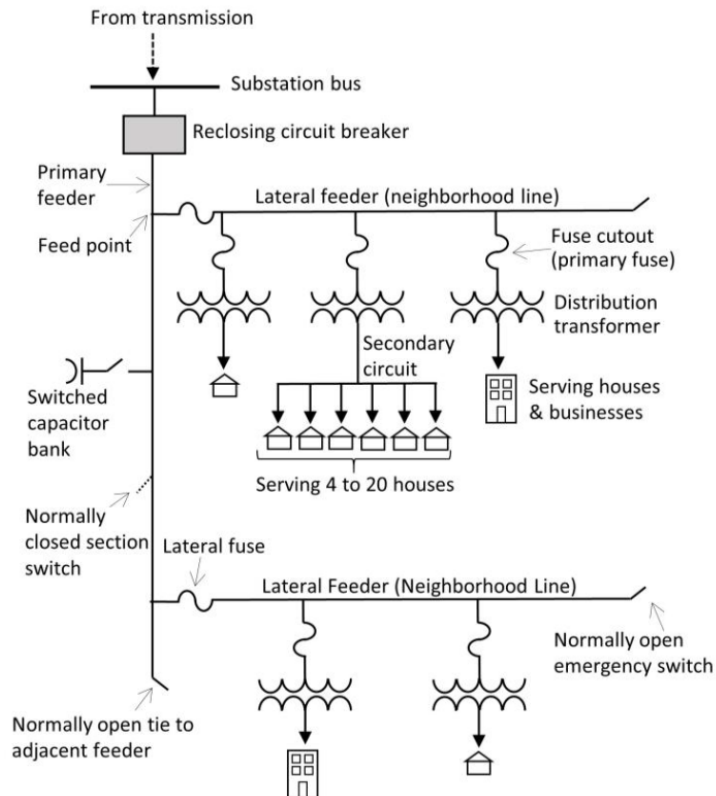 From transmission
Substation bus
Reclosing circuit breaker
Primary
feeder
Lateral feeder (neighborhood line)
Feed point
Fuse cutout
(primary fuse)
Distribution
transformer
Secondary
circuit
Switched
capacitor
bank
Serving houses
& businesses
Serving 4 to 20 houses
Normally
closed section
switch
Lateral fuse
Lateral Feeder (Neighborhood Line)
Normally open
emergency switch
Normally open tie to
adjacent feeder